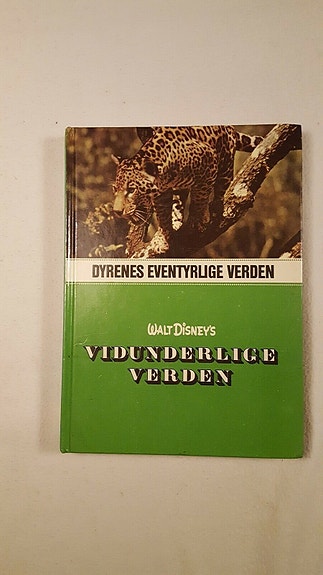 DYRENES EVENTYRLIGE VERDEN
WALT DISNEY'S
VIDUNDERLIGE
VERDEN